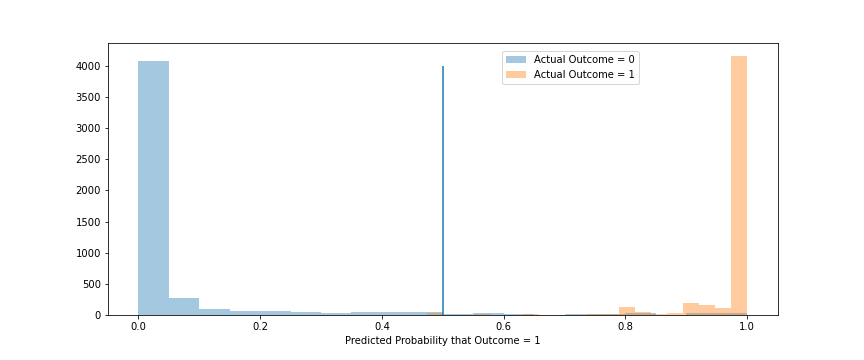 Actual Outcome = 0
Actual Outcome = 1
4000
3500
3000
2500
2000
1500
1000
500
0
0.0 0.2 0.4 0.6 0.8 1.0
Predicted Probability that Outcome = 1